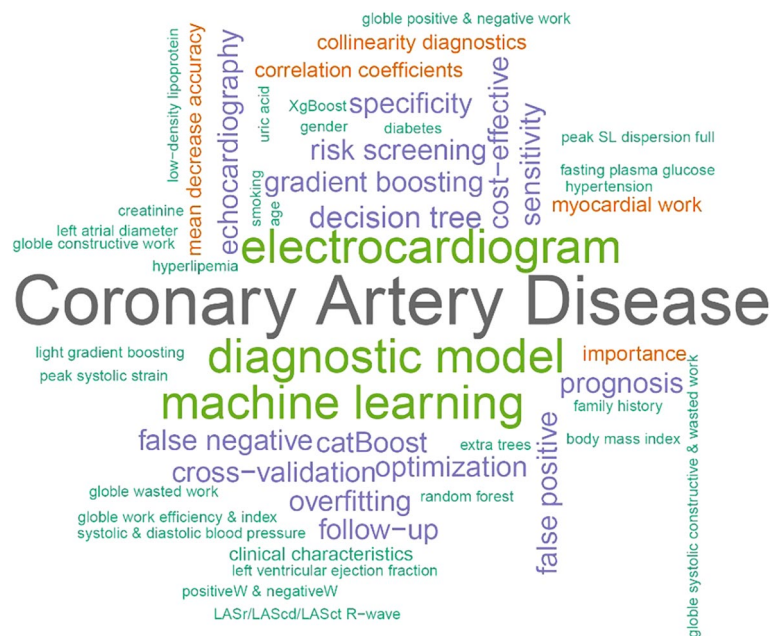 globle positive & negative work
collinearity diagnostics
correlation coefficients
low-density lipoprotein
mean decrease accuracy
echocardiography
uric acid
XgBoost
specificity
gender
diabetes
cost-effective
sensitivity
peak SL dispersion full
risk screening
fasting plasma glucose
hypertension
smoking
age
gradient boosting
myocardial work
creatinine
decision tree
left atrial diameter
globle constructive work
electrocardiogram
hyperlipemia
Coronary Artery Disease
light gradient boosting
diagnostic model
importance
peak systolic strain
prognosis
machine learning
family history
globle systolic constructive & wasted work
false negative
catBoost
extra trees
body mass index
false positive
cross-validation
optimization
globle wasted work
overfitting
random forest
globle work efficiency & index
systolic & diastolic blood pressure
follow-up
clinical characteristics
left ventricular ejection fraction
positiveW & negativeW
LASr/LAScd/LASct R-wave